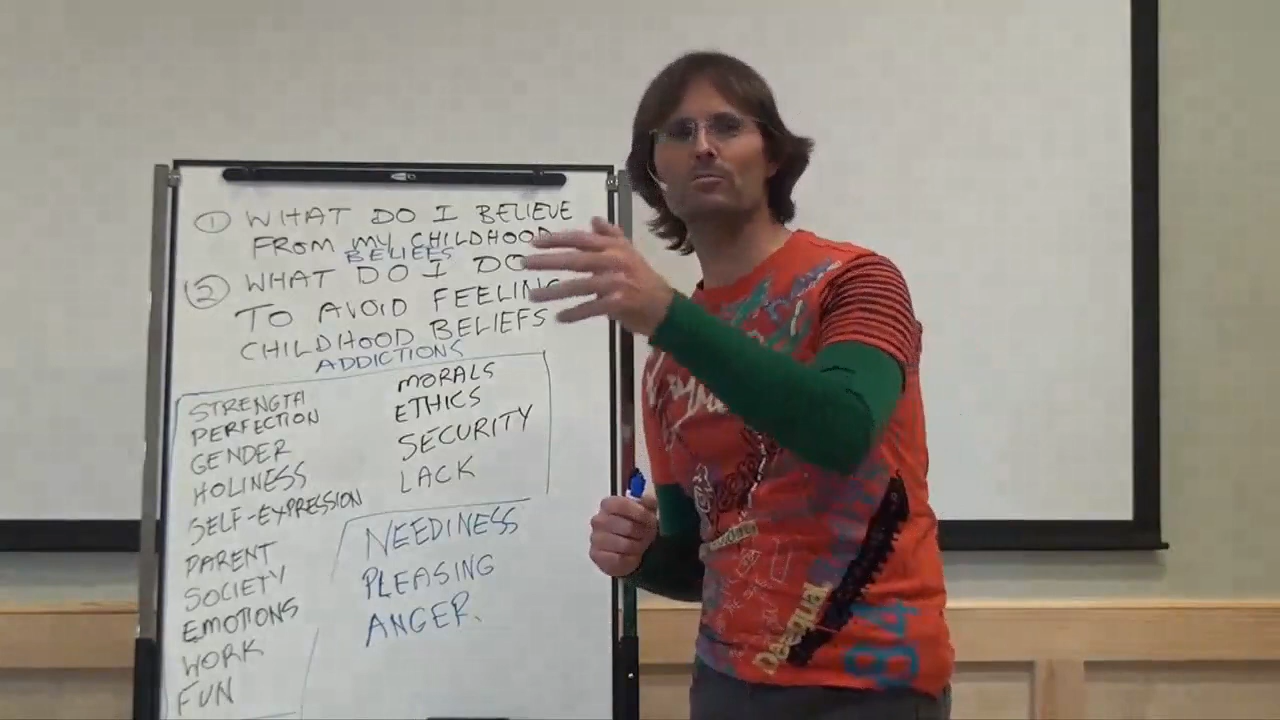 ① WHAT DO I BELIEVE
FROM MY CHILDHOOD
BELIEFS
② WHAT DO I DO
TO AVOID FEELING
CHILDHOOD BELIEFS
ADDICTIONS
STRENGTH
PERFECTION
GENDER
HOLINESS
SELF-EXPRESSION
PARENT
SOCIETY
EMOTIONS
WORK
FUN
MORALS
ETHICS
SECURITY
LACK
NEEDINESS
PLEASING
ANGER.
Desigual
84